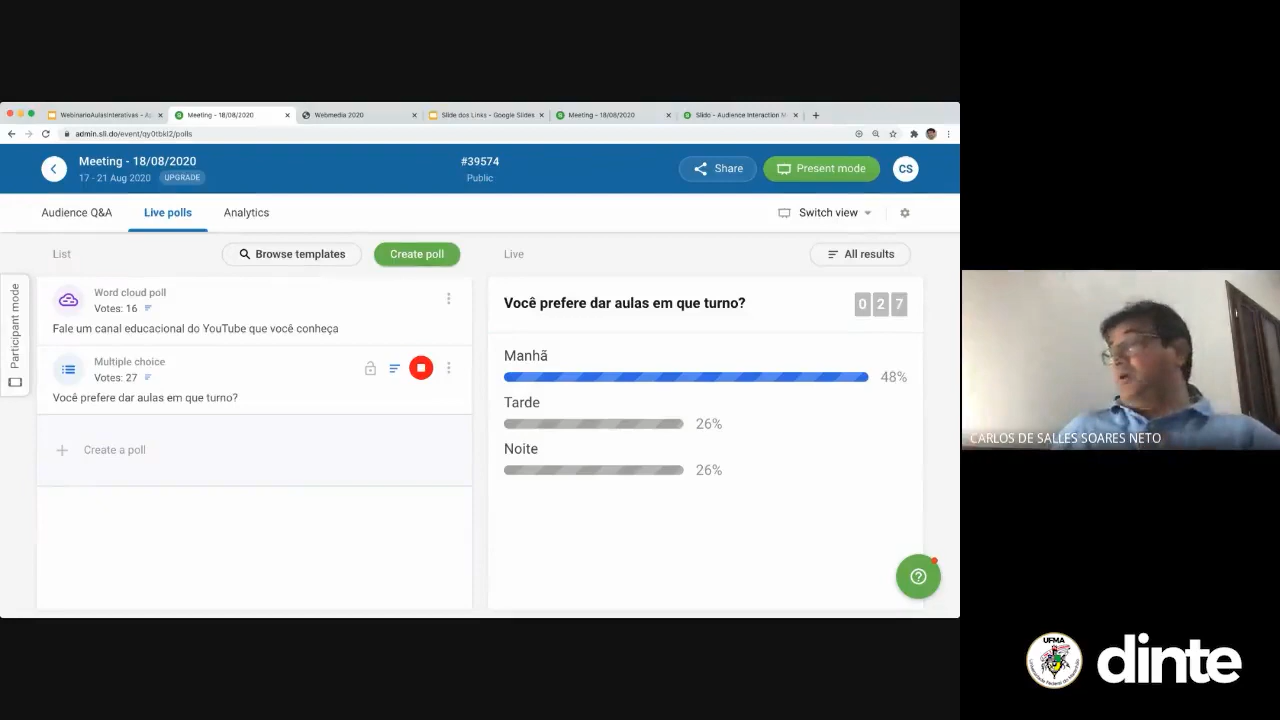 WebinarioAulasInterativas - A
Meeting - 18/08/2020
Webmedia 2020
Slide dos Links - Google Slides
Meeting - 18/08/2020
Slido - Audience Interaction M
admin.sli.do/event/qy0tbkl2/polls
Meeting - 18/08/2020
17 - 21 Aug 2020 UPGRADE
#39574
Public
Share
Present mode
CS
Audience Q&A
Live polls
Analytics
Switch view
Participant mode
List
Browse templates
Create poll
Live
All results
Word cloud poll
Votes: 16
Fale um canal educacional do YouTube que você conheça
Multiple choice
Votes: 27
Você prefere dar aulas em que turno?
Create a poll
Você prefere dar aulas em que turno?
0 2 7
Manhã
48%
Tarde
26%
Noite
26%
CARLOS DE SALLES SOARES NETO
UFMA
dinte